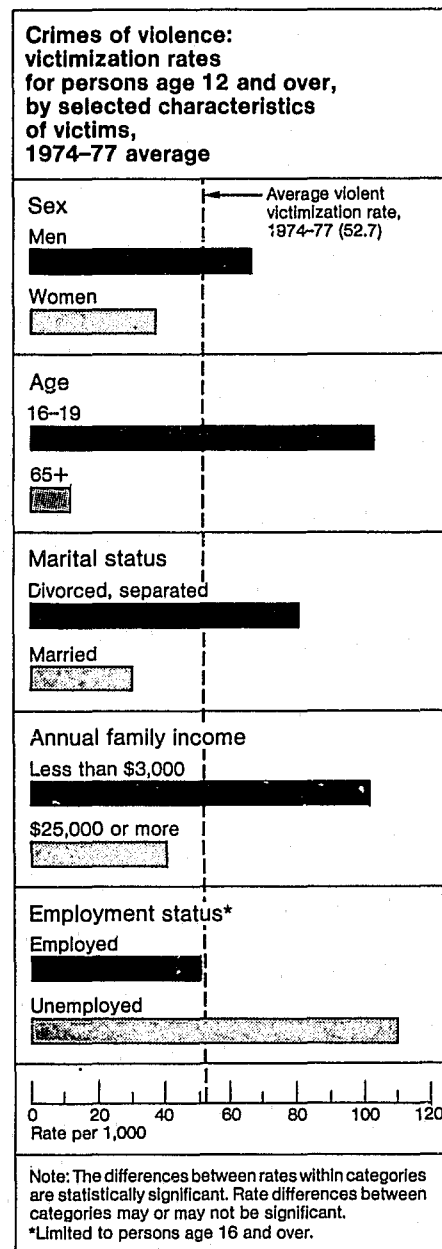 Crimes of violence:
victimization rates
for persons age 12 and over,
by selected characteristics
of victims,
1974–77 average
Average violent
victimization rate,
1974–77 (52.7)
Sex
Men
Women
Age
16–19
65+
Marital status
Divorced, separated
Married
Annual family income
Less than $3,000
$25,000 or more
Employment status*
Employed
Unemployed
0 20 40 60 80 100 120
Rate per 1,000
Note: The differences between rates within categories
are statistically significant. Rate differences between
categories may or may not be significant.
*Limited to persons age 16 and over.